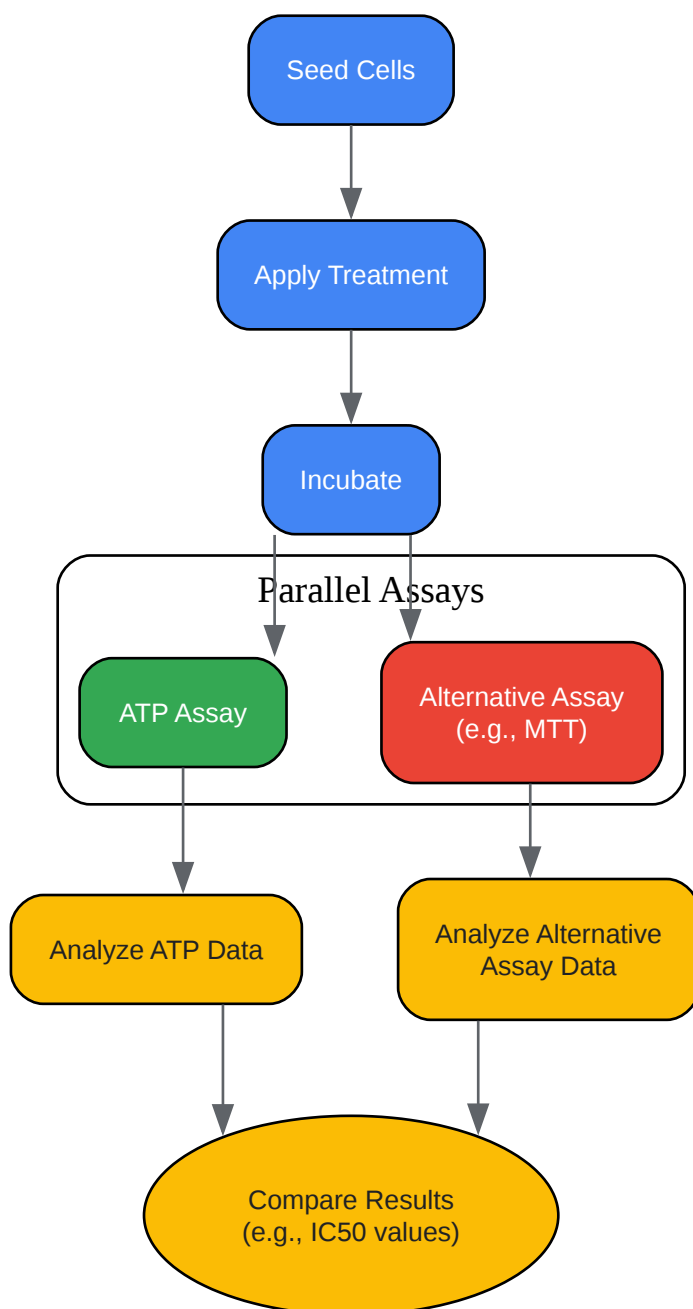 Seed Cells
Apply Treatment
Incubate
Parallel Assays
ATP Assay
Alternative Assay
(e.g., MTT)
Analyze ATP Data
Analyze Alternative
Assay Data
Compare Results
(e.g., IC50 values)